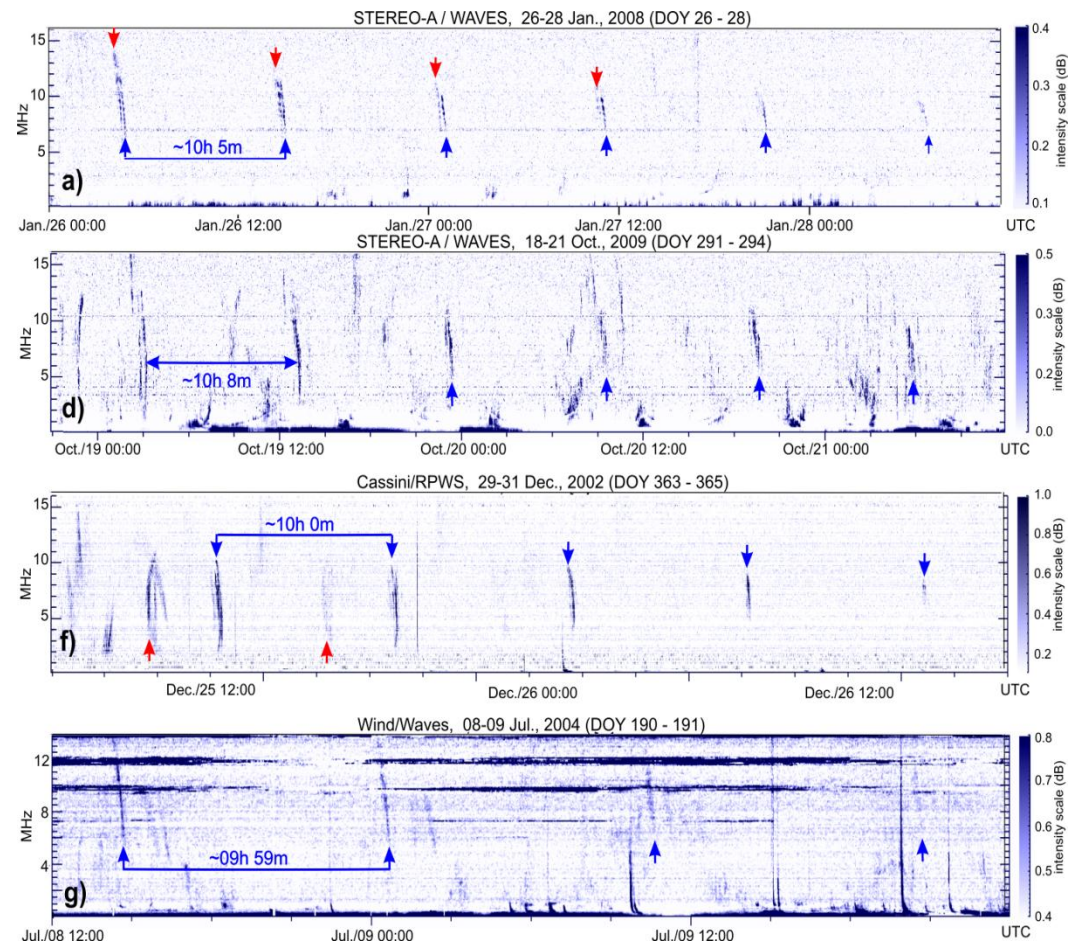 STEREO-A / WAVES, 26-28 Jan., 2008 (DOY 26 - 28)
15
10
5
MHz
~10h 5m
a)
0.4
0.3
0.2
0.1
intensity scale (dB)
Jan./26 00:00 Jan./26 12:00 Jan./27 00:00 Jan./27 12:00 Jan./28 00:00 UTC
STEREO-A / WAVES, 18-21 Oct., 2009 (DOY 291 - 294)
15
10
5
MHz
~10h 8m
d)
0.5
0.3
0.2
0.0
intensity scale (dB)
Oct./19 00:00 Oct./19 12:00 Oct./20 00:00 Oct./20 12:00 Oct./21 00:00 UTC
Cassini/RPWS, 29-31 Dec., 2002 (DOY 363 - 365)
15
10
5
MHz
~10h 0m
f)
1.0
0.8
0.6
0.4
0.2
intensity scale (dB)
Dec./25 12:00 Dec./26 00:00 Dec./26 12:00 UTC
Wind/Waves, 08-09 Jul., 2004 (DOY 190 - 191)
12
8
4
MHz
~09h 59m
g)
0.8
0.7
0.6
0.5
0.4
intensity scale (dB)
Jul./08 12:00 Jul./09 00:00 Jul./09 12:00 UTC